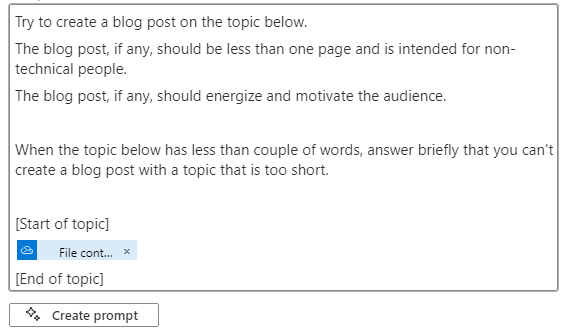 Try to create a blog post on the topic below.
The blog post, if any, should be less than one page and is intended for non-
technical people.
The blog post, if any, should energize and motivate the audience.
When the topic below has less than couple of words, answer briefly that you can't
create a blog post with a topic that is too short.
[Start of topic]
File cont... ×
[End of topic]
Create prompt